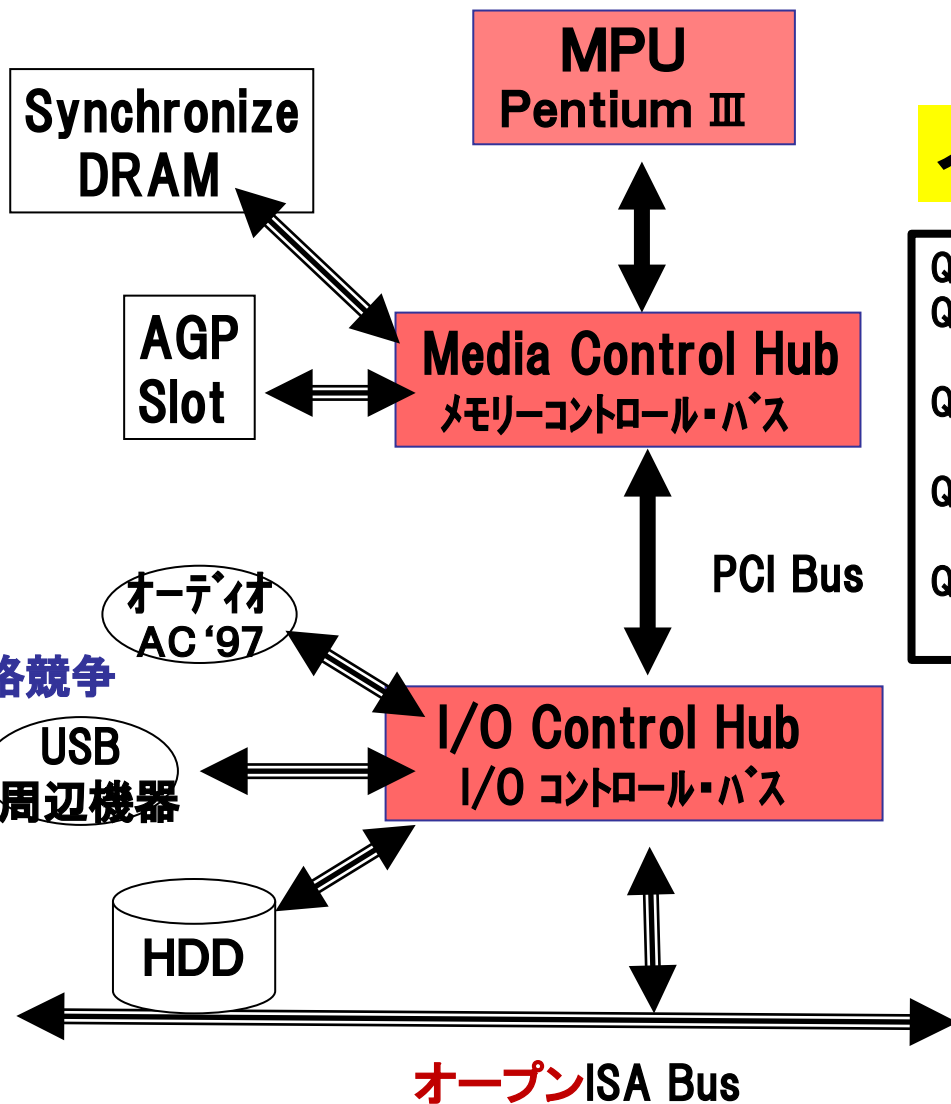 MPU
Pentium Ⅲ
Synchronize
DRAM
AGP
Slot
Media Control Hub
メモリーコントロール・バス
PCI Bus
オーディオ
AC ‘97
格競争
USB
周辺機器
I/O Control Hub
I/O コントロール・バス
HDD
オープンISA Bus
Q
Q
Q
Q
Q